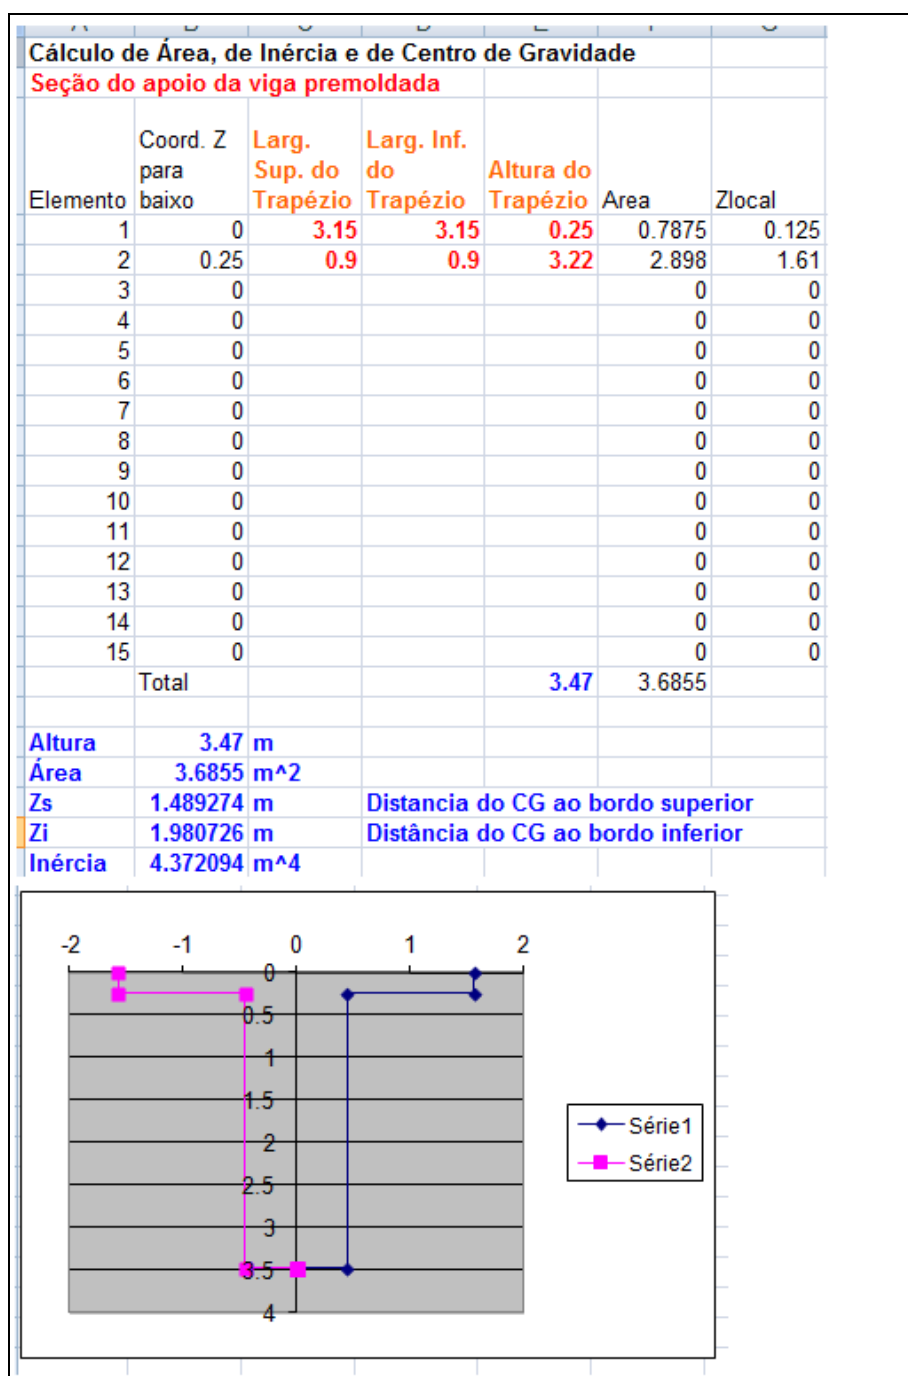 Cálculo de Área, de Inércia e de Centro de Gravidade
Seção do apoio da viga premoldada
Elemento Coord. Z para baixo Larg. Sup. do Trapézio Larg. Inf. do Trapézio Altura do Trapézio Area Zlocal
1 0 3.15 3.15 0.25 0.7875 0.125
2 0.25 0.9 0.9 3.22 2.898 1.61
3 0 0 0
4 0 0 0
5 0 0 0
6 0 0 0
7 0 0 0
8 0 0 0
9 0 0 0
10 0 0 0
11 0 0 0
12 0 0 0
13 0 0 0
14 0 0 0
15 0 0 0
Total 3.47 3.6855
Altura 3.47 m
Área 3.6855 m^2
Zs 1.489274 m Distancia do CG ao bordo superior
Zi 1.980726 m Distância do CG ao bordo inferior
Inércia 4.372094 m^4
-2 -1 0 1 2
0
0.5
1
1.5
2
2.5
3
3.5
4
Série1
Série2